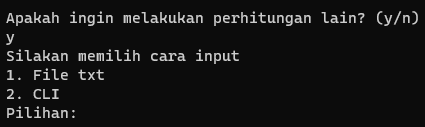 Apakah ingin melakukan perhitungan lain? (y/n)
y
Silakan memilih cara input
1. File txt
2. CLI
Pilihan: